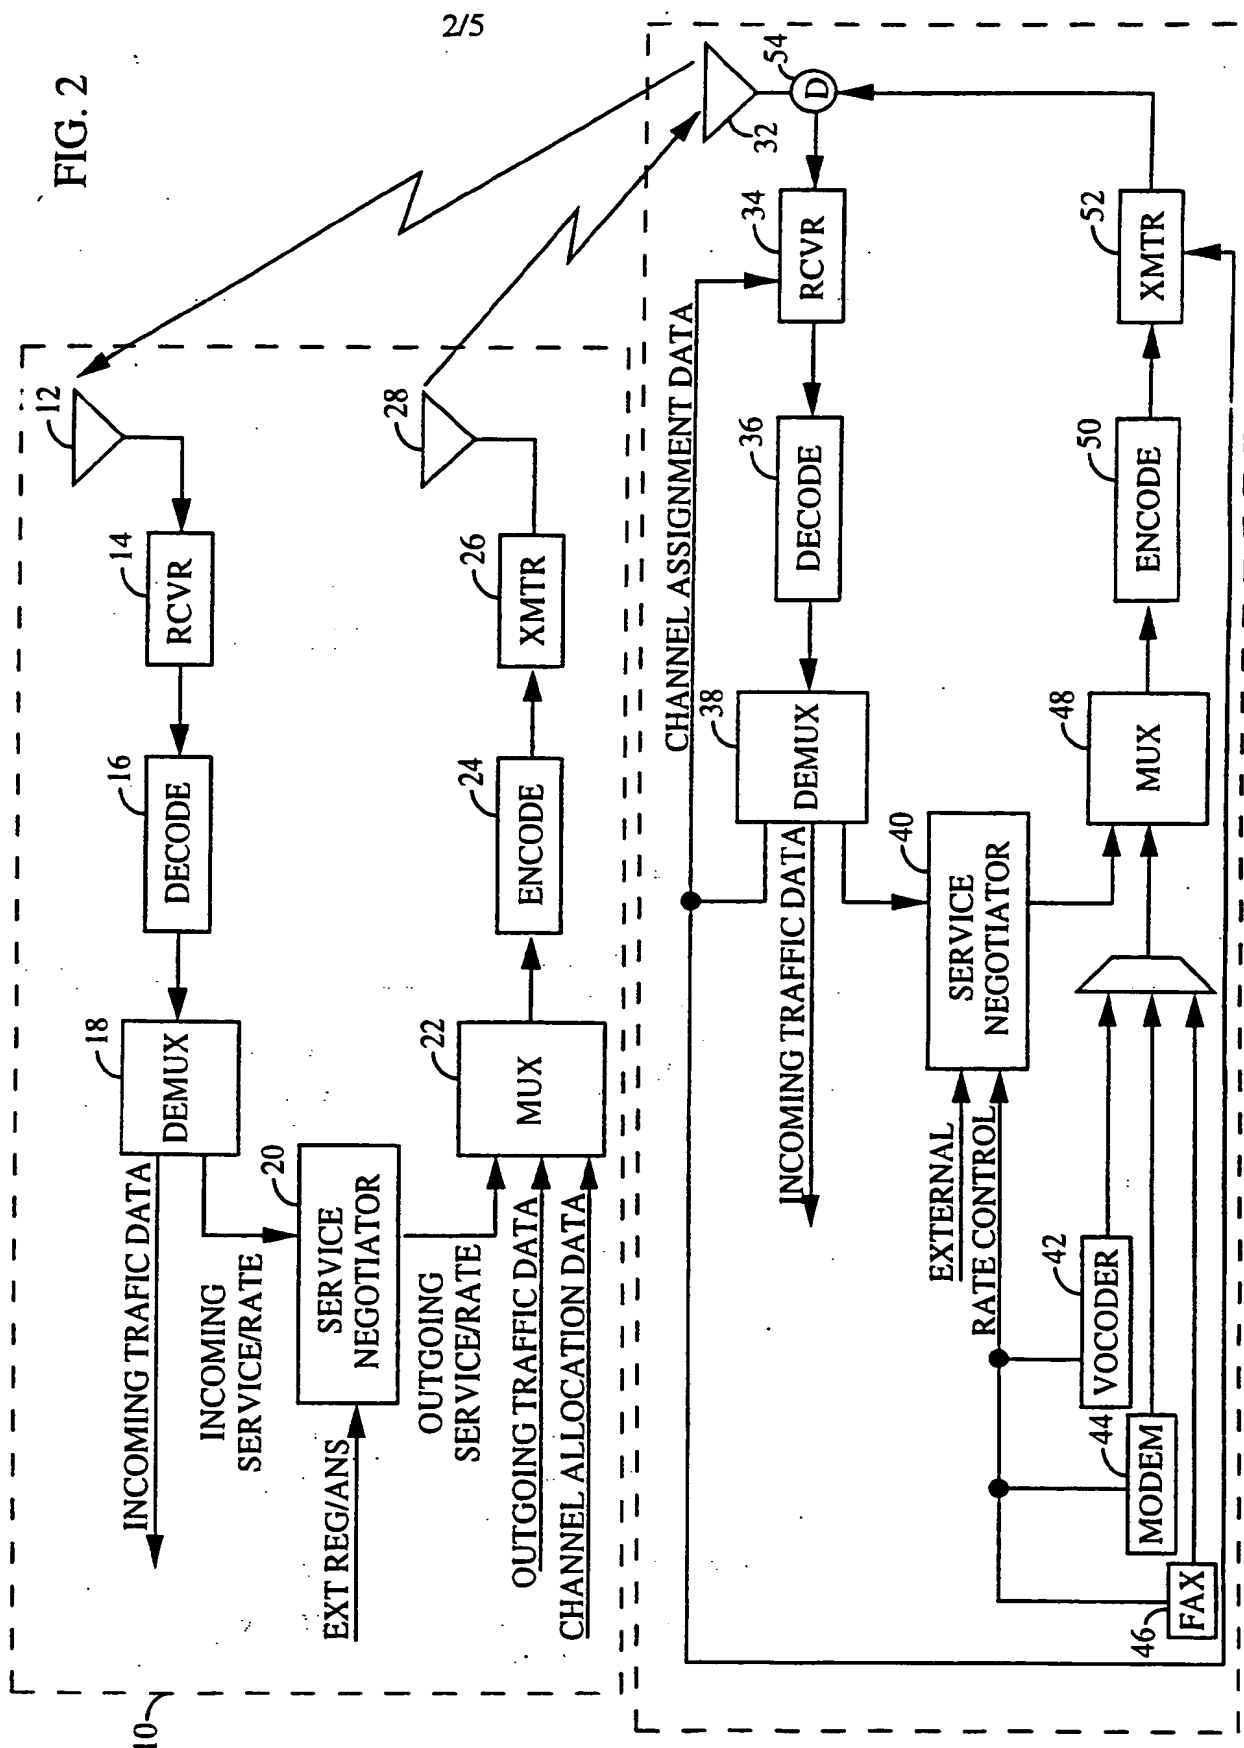 2/5
FIG. 2
10
12
14
RCVR
16
DECODE
18
DEMUX
INCOMING TRAFFIC DATA
INCOMING
SERVICE/RATE
20
SERVICE
NEGOTIATOR
EXT REG/ANS
OUTGOING
SERVICE/RATE
OUTGOING TRAFFIC DATA
CHANNEL ALLOCATION DATA
22
MUX
24
ENCODE
26
XMTR
28
32
54
D
34
RCVR
CHANNEL ASSIGNMENT DATA
36
DECODE
38
DEMUX
INCOMING TRAFFIC DATA
40
SERVICE
NEGOTIATOR
EXTERNAL
RATE CONTROL
42
VOCODER
44
MODEM
46
FAX
48
MUX
50
ENCODE
52
XMTR